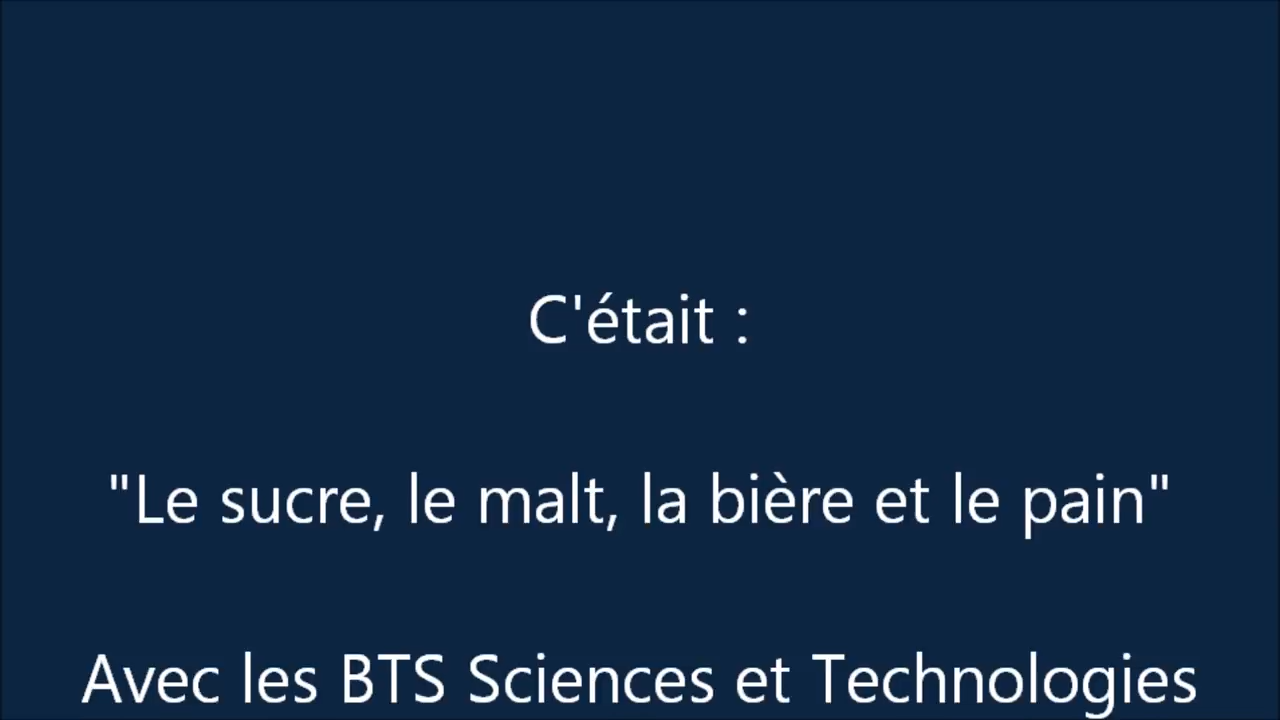 C'était :
"Le sucre, le malt, la bière et le pain"
Avec les BTS Sciences et Technologies